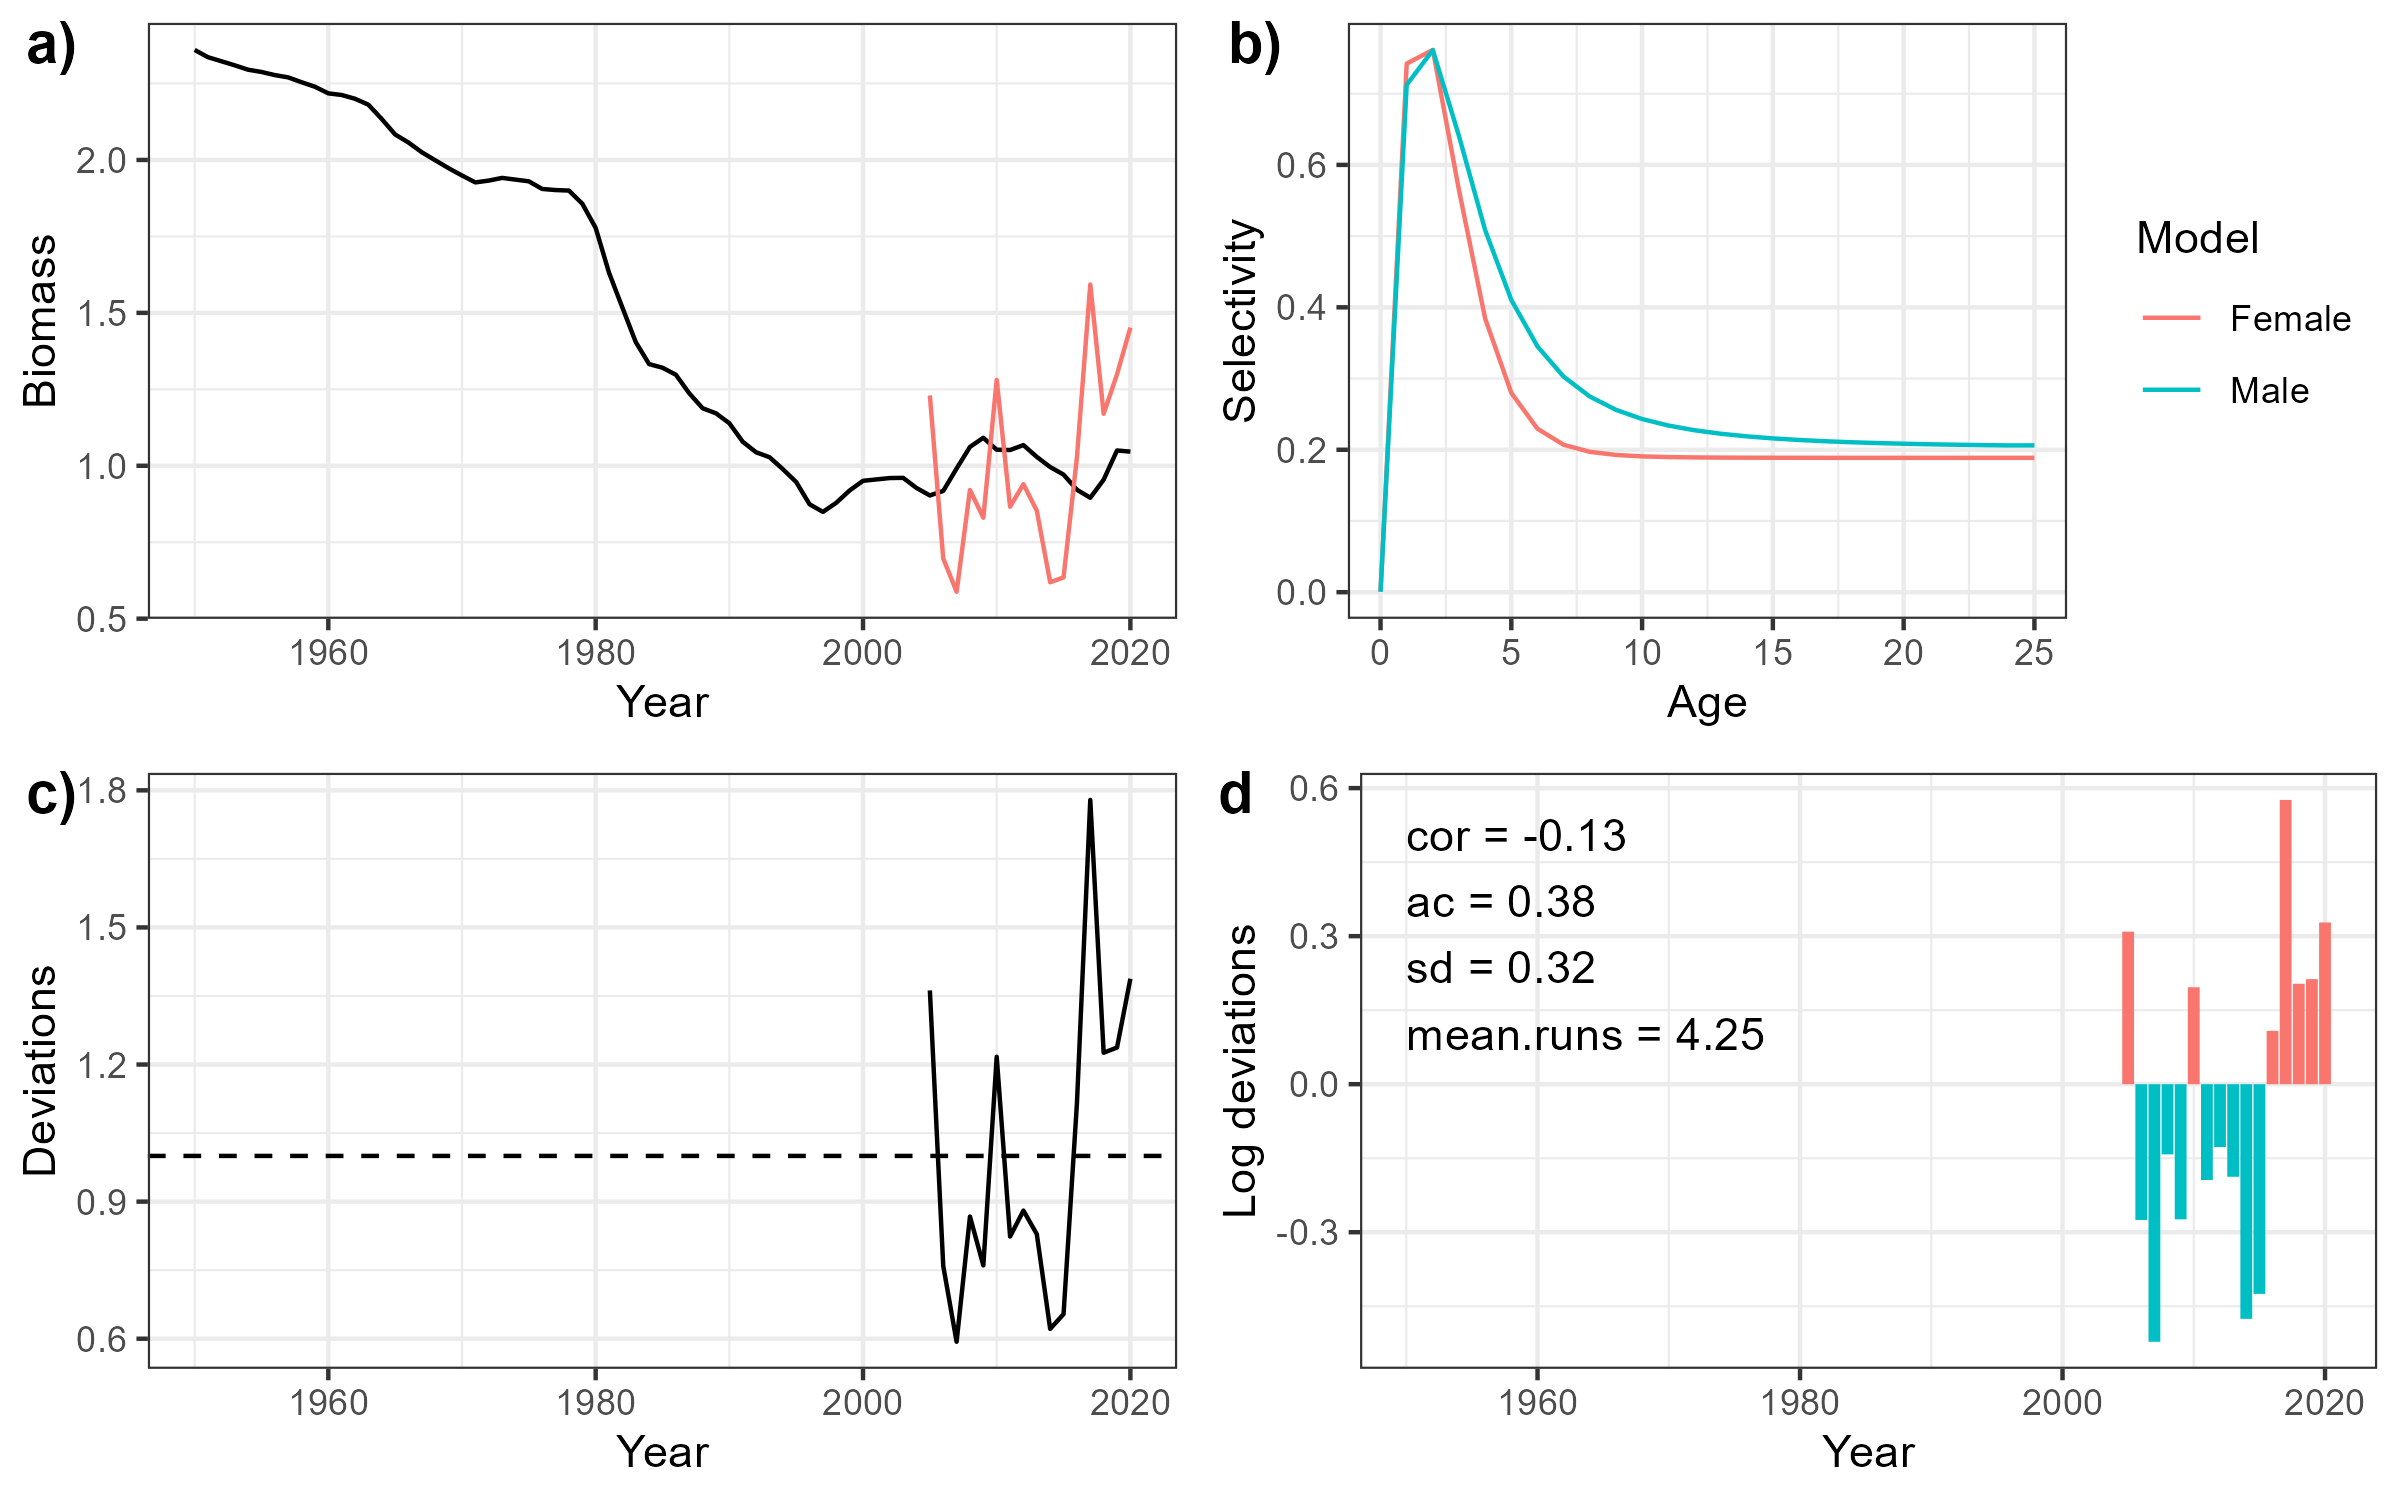 a)
2.0
1.5
1.0
0.5
Biomass
1960 1980 2000 2020
Year
b)
0.6
0.4
0.2
0.0
Selectivity
0 5 10 15 20 25
Age
Model
Female
Male
c)
1.8
1.5
1.2
0.9
0.6
Deviations
1960 1980 2000 2020
Year
d
0.6
0.3
0.0
-0.3
Log deviations
cor = -0.13
ac = 0.38
sd = 0.32
mean.runs = 4.25
1960 1980 2000 2020
Year